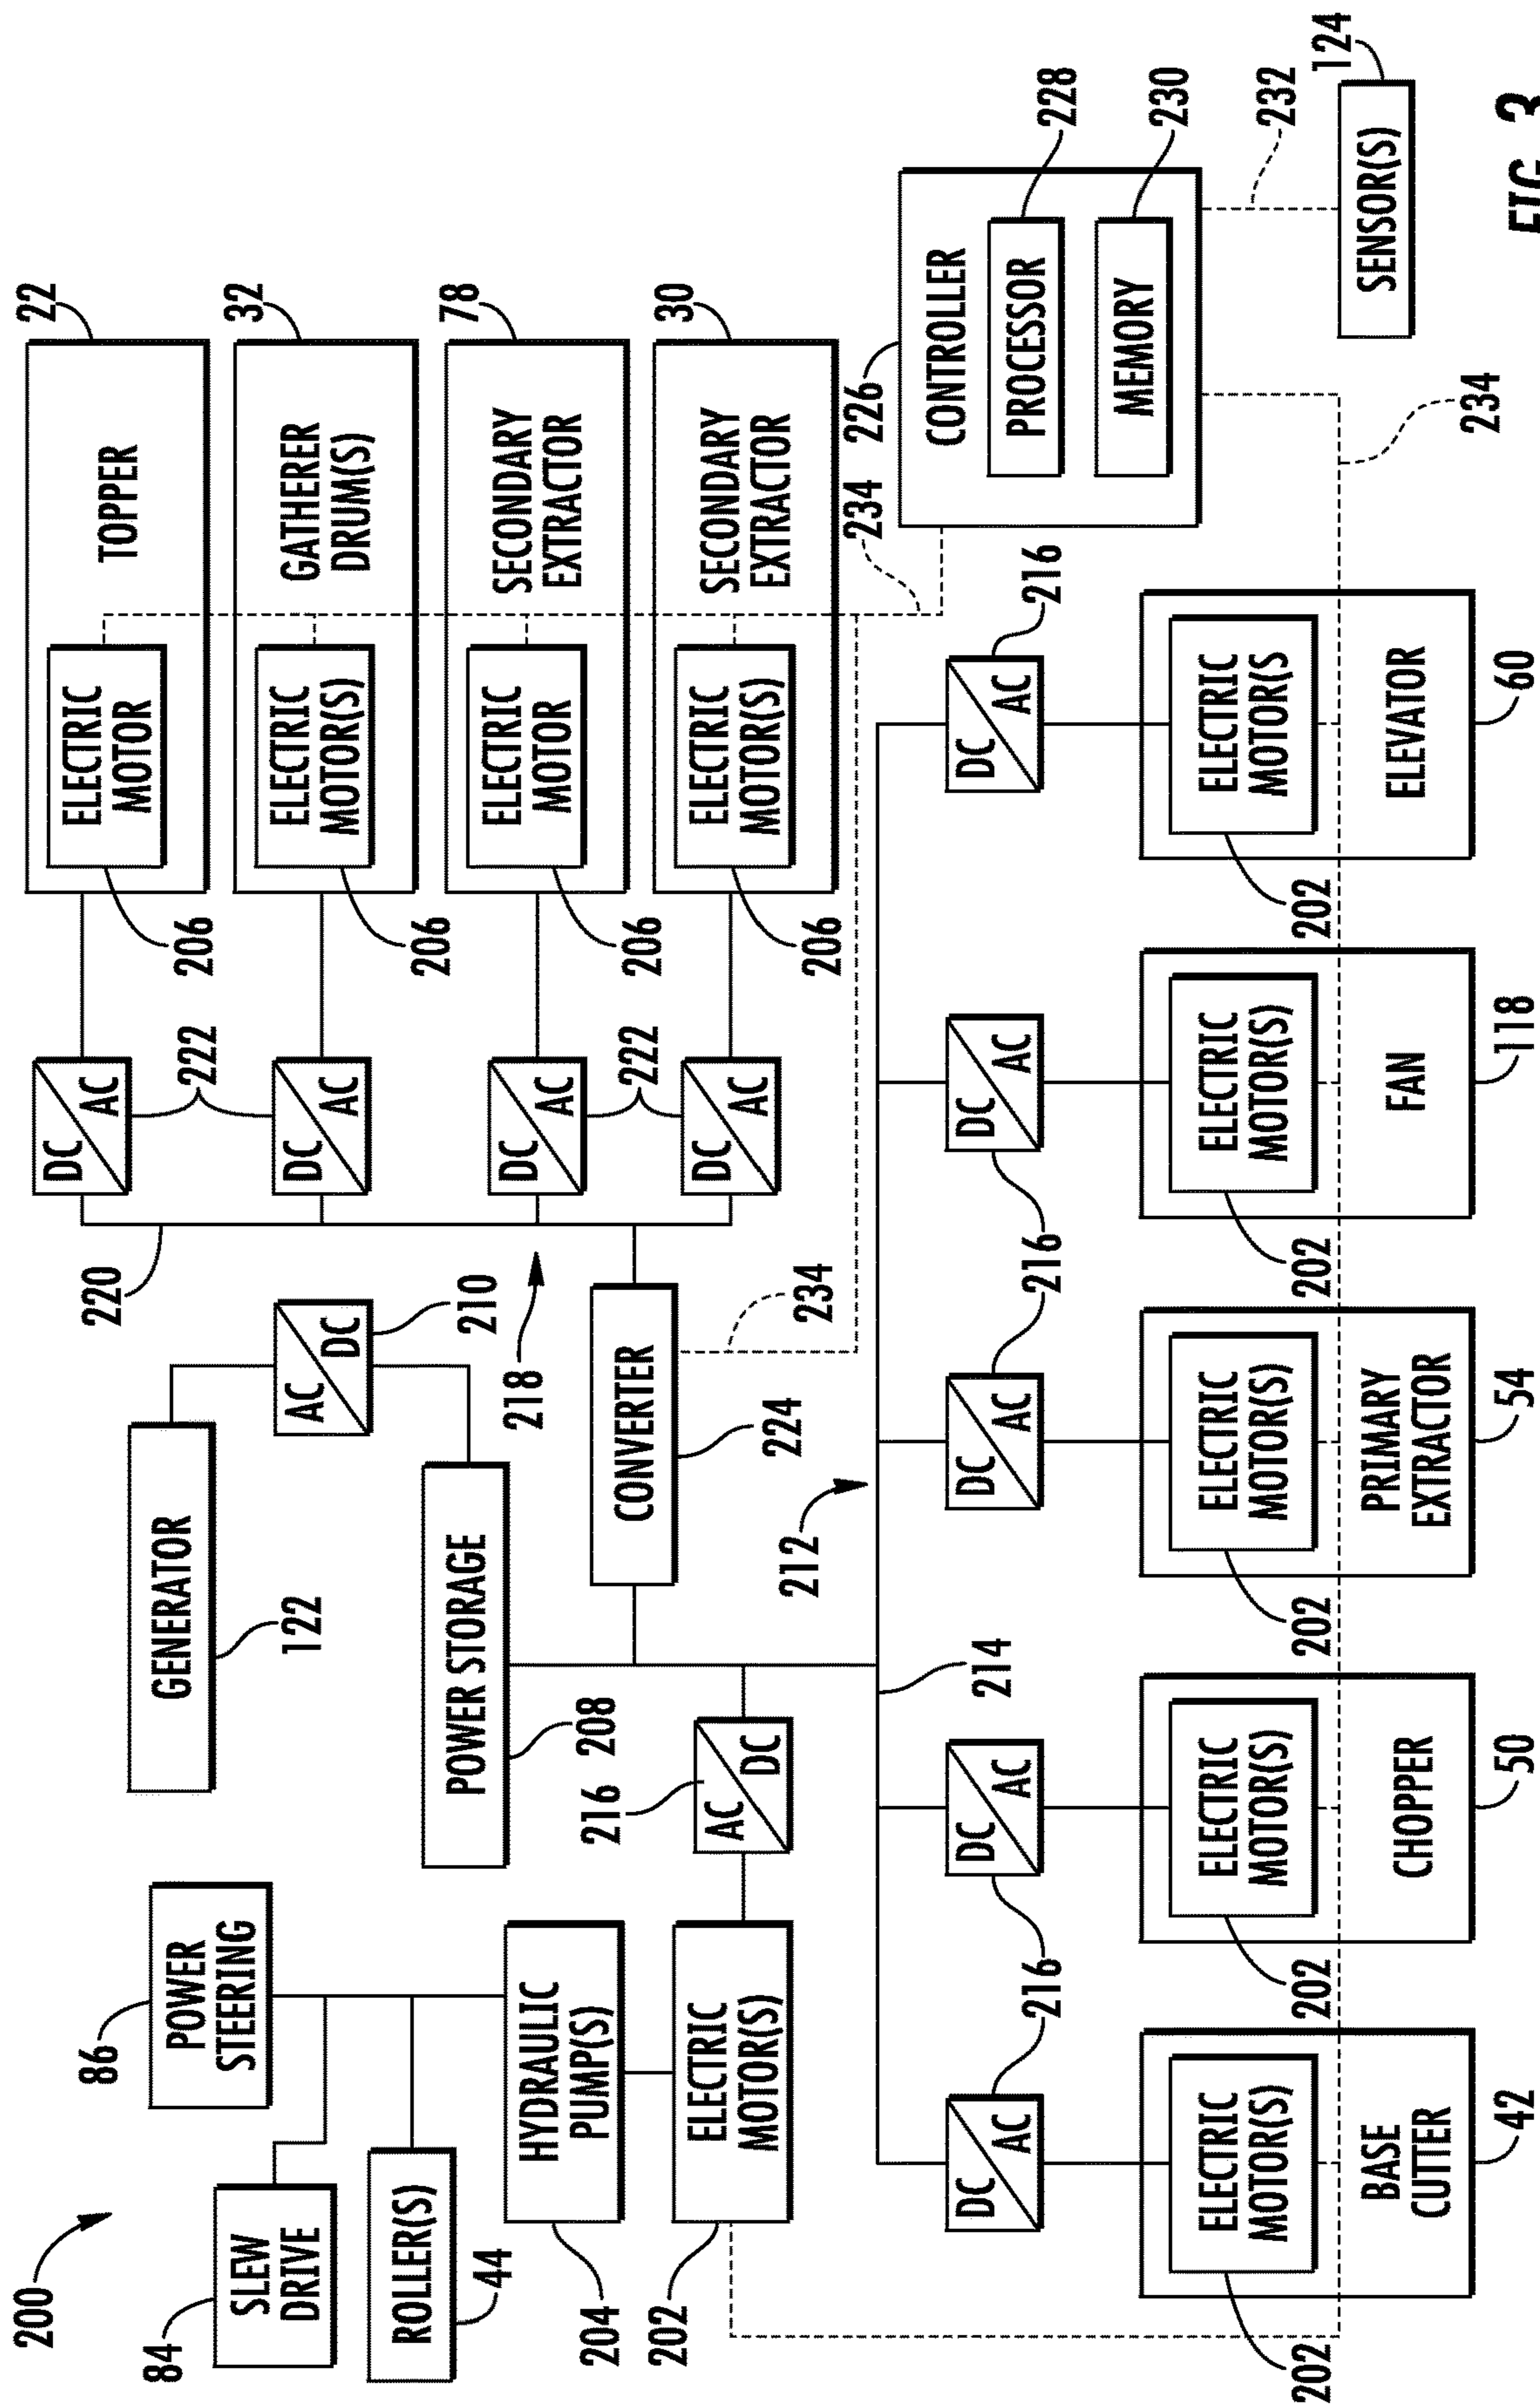 200
84
SLEW
DRIVE
86
POWER
STEERING
ROLLER(S)
44
HYDRAULIC
PUMP(S)
204
ELECTRIC
MOTOR(S)
202
216
AC
DC
GENERATOR
122
AC
DC
210
POWER STORAGE
208
CONVERTER
224
234
218
220
DC
AC
222
DC
AC
DC
AC
222
DC
AC
22
TOPPER
ELECTRIC
MOTOR
206
32
GATHERER
DRUM(S)
ELECTRIC
MOTOR(S)
206
78
SECONDARY
EXTRACTOR
ELECTRIC
MOTOR
206
30
SECONDARY
EXTRACTOR
ELECTRIC
MOTOR(S)
206
234
226
CONTROLLER
PROCESSOR
228
MEMORY
230
232
124
SENSOR(S)
234
212
214
DC
AC
216
DC
AC
DC
AC
216
DC
AC
DC
AC
216
202
ELECTRIC
MOTOR(S)
BASE
CUTTER
42
202
ELECTRIC
MOTOR(S)
CHOPPER
50
202
ELECTRIC
MOTOR(S)
PRIMARY
EXTRACTOR
54
202
ELECTRIC
MOTOR(S)
FAN
118
202
ELECTRIC
MOTOR(S
ELEVATOR
60
FIG. 3